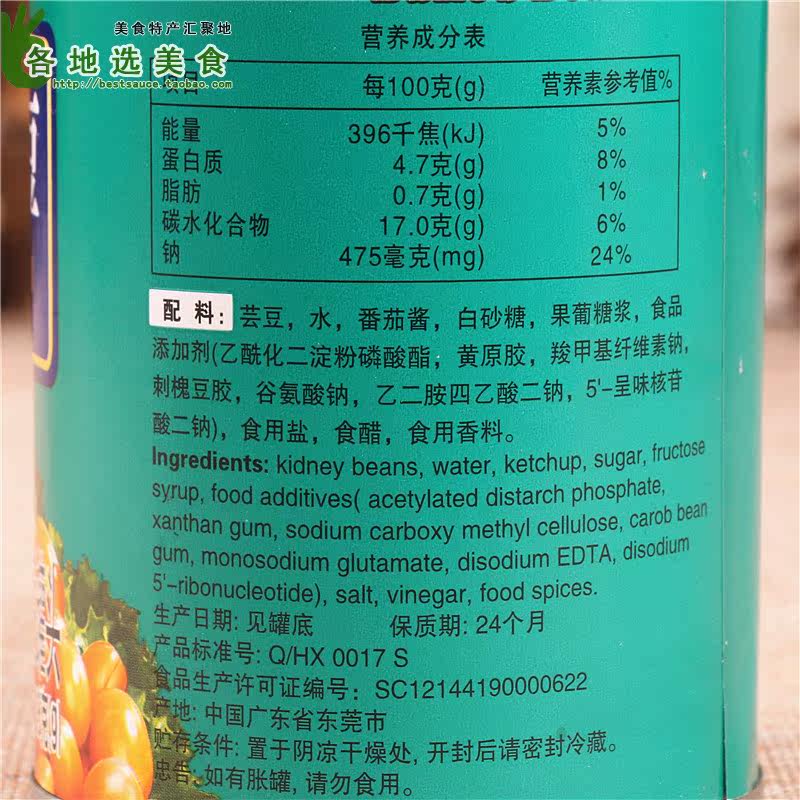 美食特产汇聚地
各地选美食
http://bestsauce.taobao.com
营养成分表
项目 每100克(g) 营养素参考值%
能量 396千焦(kJ) 5%
蛋白质 4.7克(g) 8%
脂肪 0.7克(g) 1%
碳水化合物 17.0克(g) 6%
钠 475毫克(mg) 24%
配料: 芸豆, 水, 番茄酱, 白砂糖, 果葡糖浆, 食品
添加剂(乙酰化二淀粉磷酸酯, 黄原胶, 羧甲基纤维素钠,
刺槐豆胶, 谷氨酸钠, 乙二胺四乙酸二钠, 5'-呈味核苷
酸二钠), 食用盐, 食醋, 食用香料。
Ingredients: kidney beans, water, ketchup, sugar, fructose
syrup, food additives( acetylated distarch phosphate,
xanthan gum, sodium carboxy methyl cellulose, carob bean
gum, monosodium glutamate, disodium EDTA, disodium
5'-ribonucleotide), salt, vinegar, food spices.
生产日期: 见罐底 保质期: 24个月
产品标准号: Q/HX 0017 S
食品生产许可证编号: SC12144190000622
产地: 中国广东省东莞市
贮存条件: 置于阴凉干燥处, 开封后请密封冷藏。
忠告: 如有胀罐, 请勿食用。